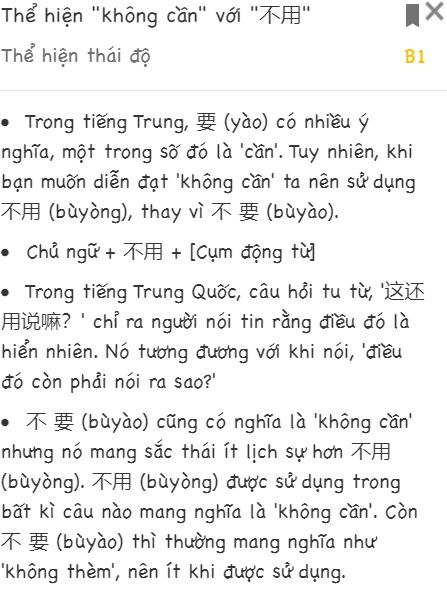 Thể hiện "không cần" với "不用"
Thể hiện thái độ B1
• Trong tiếng Trung, 要 (yào) có nhiều ý
nghĩa, một trong số đó là 'cần'. Tuy nhiên, khi
bạn muốn diễn đạt 'không cần' ta nên sử dụng
不用 (bùyòng), thay vì 不 要 (bùyào).
• Chủ ngữ + 不用 + [Cụm động từ]
• Trong tiếng Trung Quốc, câu hỏi tu từ, '这还
用说嘛? ' chỉ ra người nói tin rằng điều đó là
hiển nhiên. Nó tương đương với khi nói, 'điều
đó còn phải nói ra sao?'
• 不 要 (bùyào) cũng có nghĩa là 'không cần'
nhưng nó mang sắc thái ít lịch sự hơn 不用
(bùyòng). 不用 (bùyòng) được sử dụng trong
bất kì câu nào mang nghĩa là 'không cần'. Còn
不 要 (bùyào) thì thường mang nghĩa như
'không thèm', nên ít khi được sử dụng.